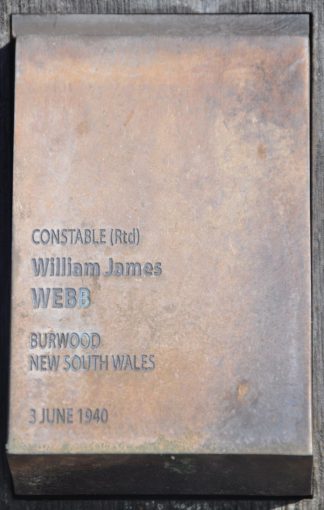 CONSTABLE (Rtd)
William James
WEBB
BURWOOD
NEW SOUTH WALES
3 JUNE 1940